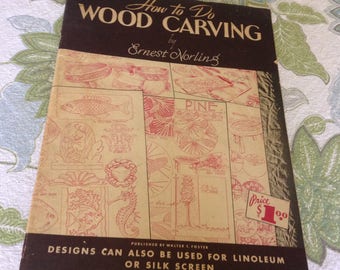 How to Do
WOOD CARVING
by
Ernest Norling
PINE
Price
$1.00
PUBLISHED BY WALTER T. FOSTER
DESIGNS CAN ALSO BE USED FOR LINOLEUM
OR SILK SCREEN